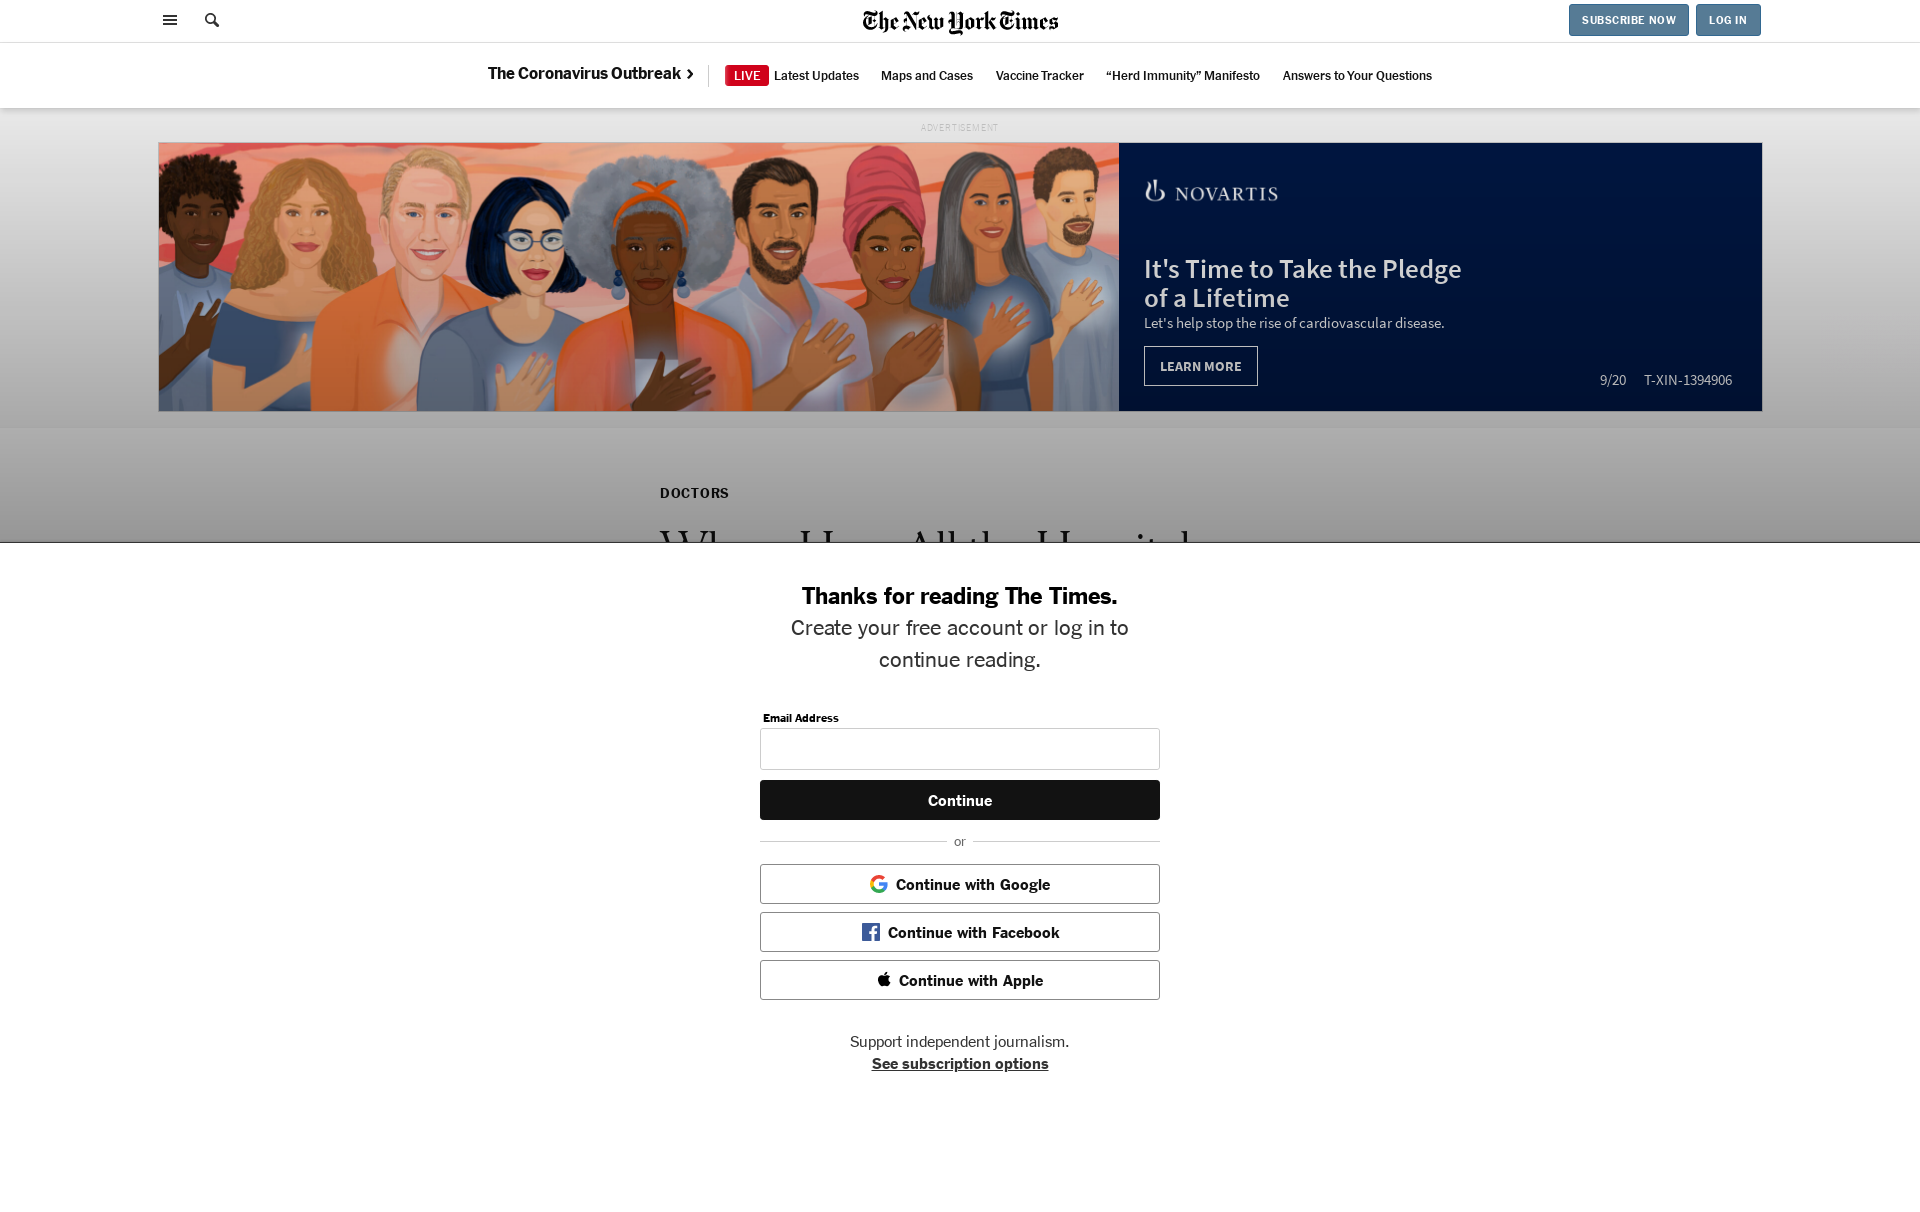 The New York Times
SUBSCRIBE NOW
LOG IN
The Coronavirus Outbreak
LIVE
Latest Updates
Maps and Cases
Vaccine Tracker
“Herd Immunity” Manifesto
Answers to Your Questions
ADVERTISEMENT
NOVARTIS
It's Time to Take the Pledge
of a Lifetime
Let's help stop the rise of cardiovascular disease.
LEARN MORE
9/20 T-XIN-1394906
DOCTORS
Thanks for reading The Times.
Create your free account or log in to
continue reading.
Email Address
Continue
or
Continue with Google
Continue with Facebook
Continue with Apple
Support independent journalism.
See subscription options